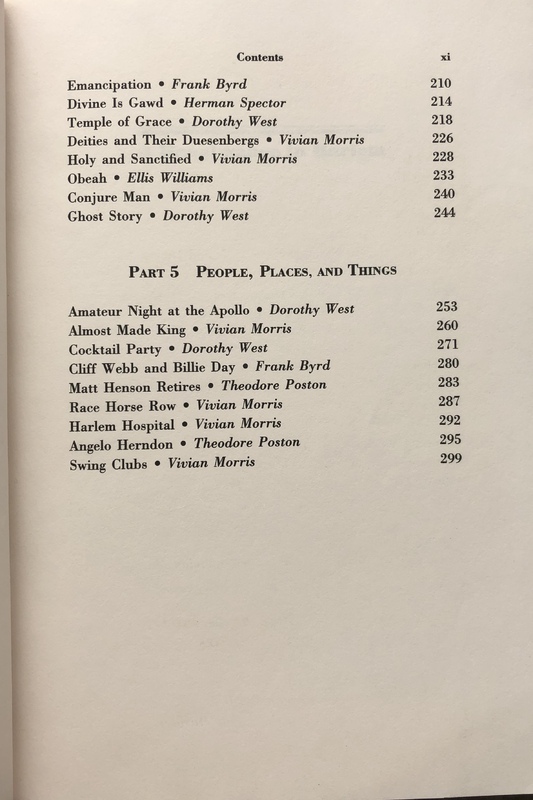 Contents xi
Emancipation • Frank Byrd 210
Divine Is Gawd • Herman Spector 214
Temple of Grace • Dorothy West 218
Deities and Their Duesenbergs • Vivian Morris 226
Holy and Sanctified • Vivian Morris 228
Obeah • Ellis Williams 233
Conjure Man • Vivian Morris 240
Ghost Story • Dorothy West 244
Part 5 People, Places, and Things
Amateur Night at the Apollo • Dorothy West 253
Almost Made King • Vivian Morris 260
Cocktail Party • Dorothy West 271
Cliff Webb and Billie Day • Frank Byrd 280
Matt Henson Retires • Theodore Poston 283
Race Horse Row • Vivian Morris 287
Harlem Hospital • Vivian Morris 292
Angelo Herndon • Theodore Poston 295
Swing Clubs • Vivian Morris 299